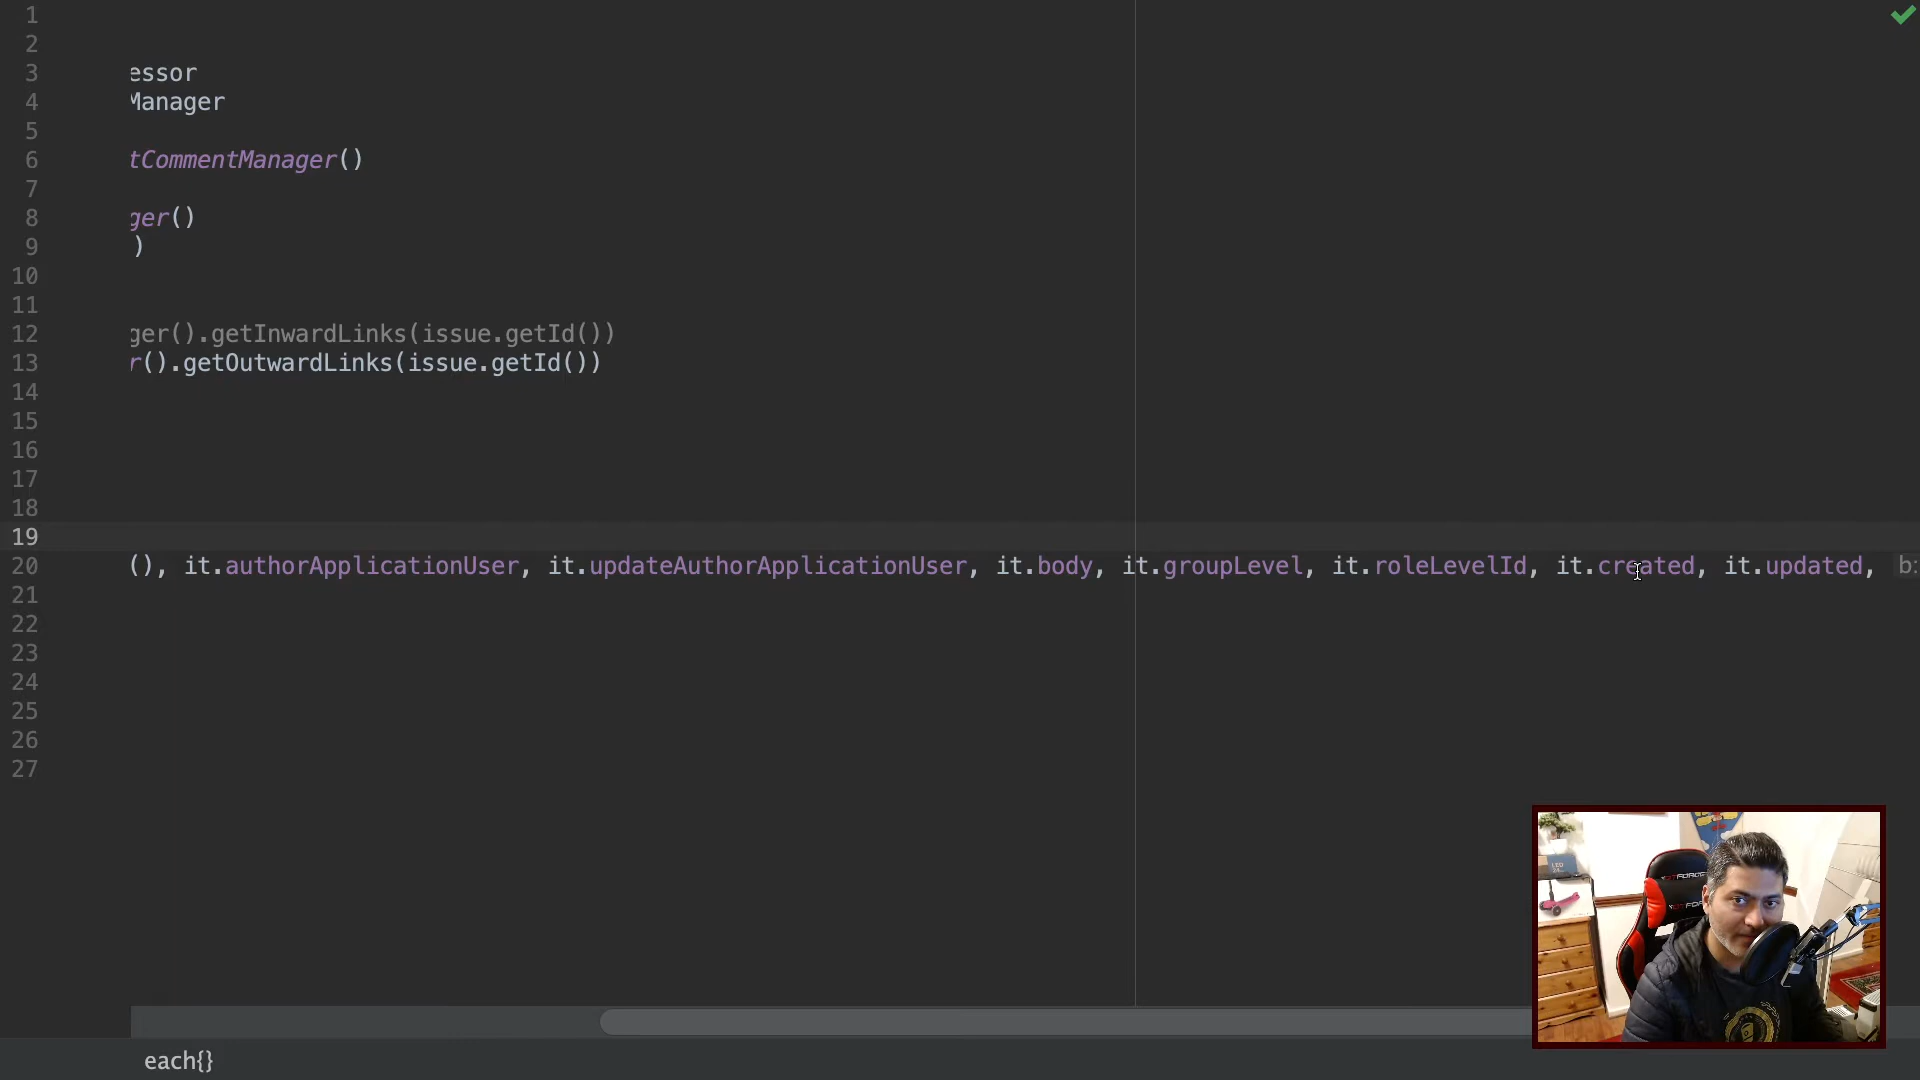 1
2
3 essor
4 Manager
5
6 tCommentManager()
7
8 ger()
9 )
10
11
12 ger().getInwardLinks(issue.getId())
13 r().getOutwardLinks(issue.getId())
14
15
16
17
18
19
20 (), it.authorApplicationUser, it.updateAuthorApplicationUser, it.body, it.groupLevel, it.roleLevelId, it.created, it.updated, b:
21
22
23
24
25
26
27
each{}